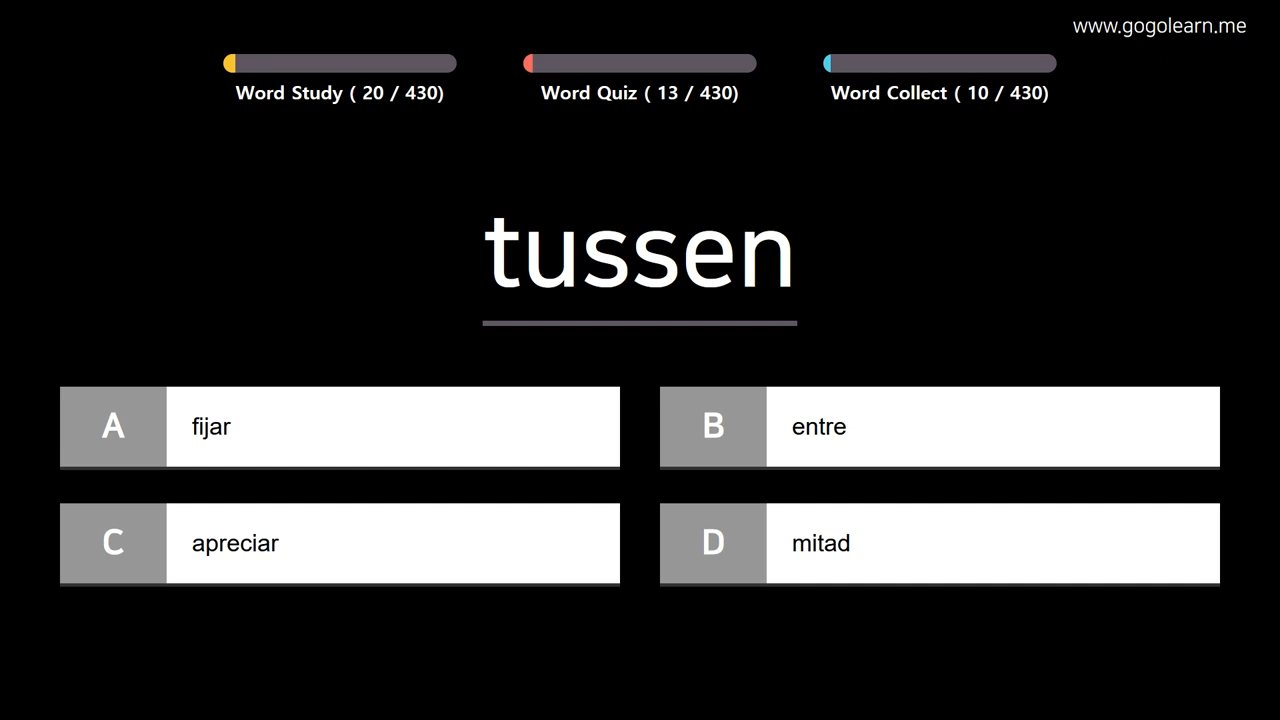 www.gogolearn.me
Word Study ( 20 / 430)
Word Quiz ( 13 / 430)
Word Collect ( 10 / 430)
tussen
A fijar
B entre
C apreciar
D mitad